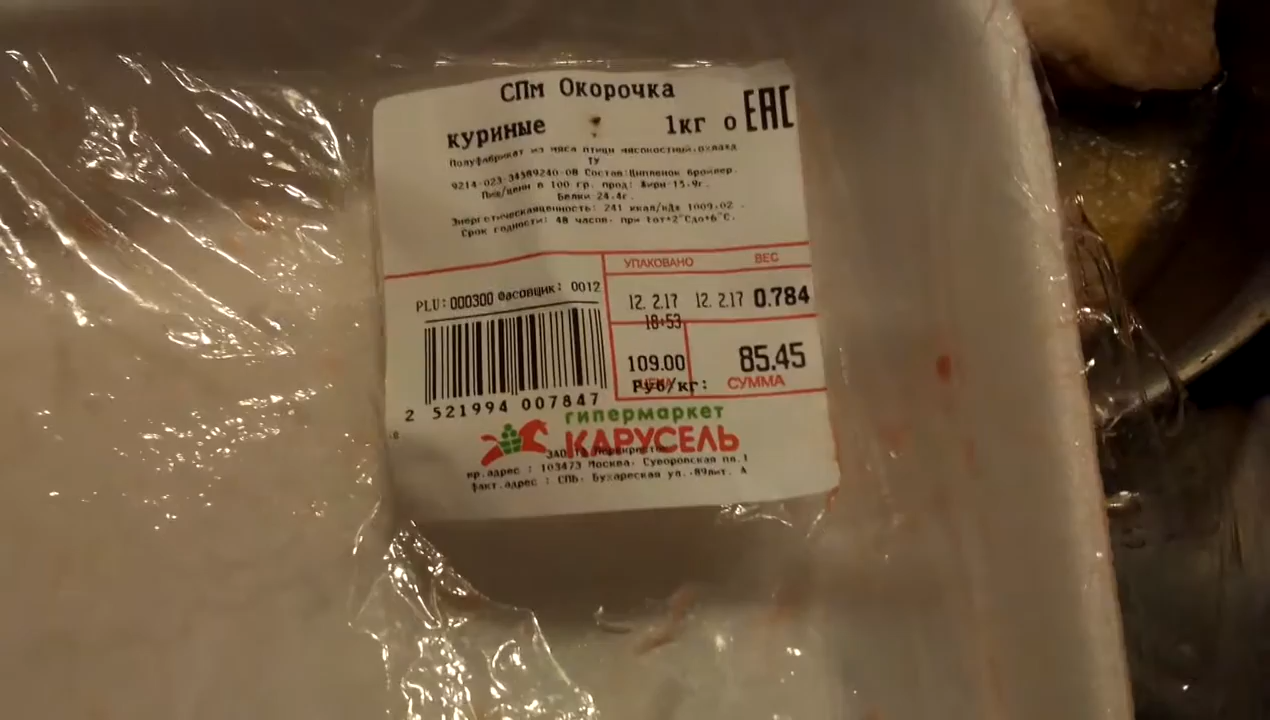 СПм Окорочка
куриные 1кг о ЕАС
Полуфабрикат из мяса птицы мясокостный.охлажд
ТУ
9214-023-34589240-08 Состав:Цыпленок бройлер.
Пищ/ценн в 100 гр. прод: Жиры-15.9г.
Белки 24.4г.
Энергетическаяценность: 241 ккал/кДж 1009.02 .
Срок годности: 48 часов. при tот+2°Cдо+6°C.
УПАКОВАНО ВЕС
PLU:000300 Фасовщик: 0012
12. 2.17 12. 2.17 0.784
18:53
109.00 85.45
Руб/кг: СУММА
2 521994 007847
гипермаркет
КАРУСЕЛЬ
ЗАО
юр.адрес : 103473 Москва. Суворовская пл.1
факт.адрес : СПБ. Бухарестская ул.-89лит. А